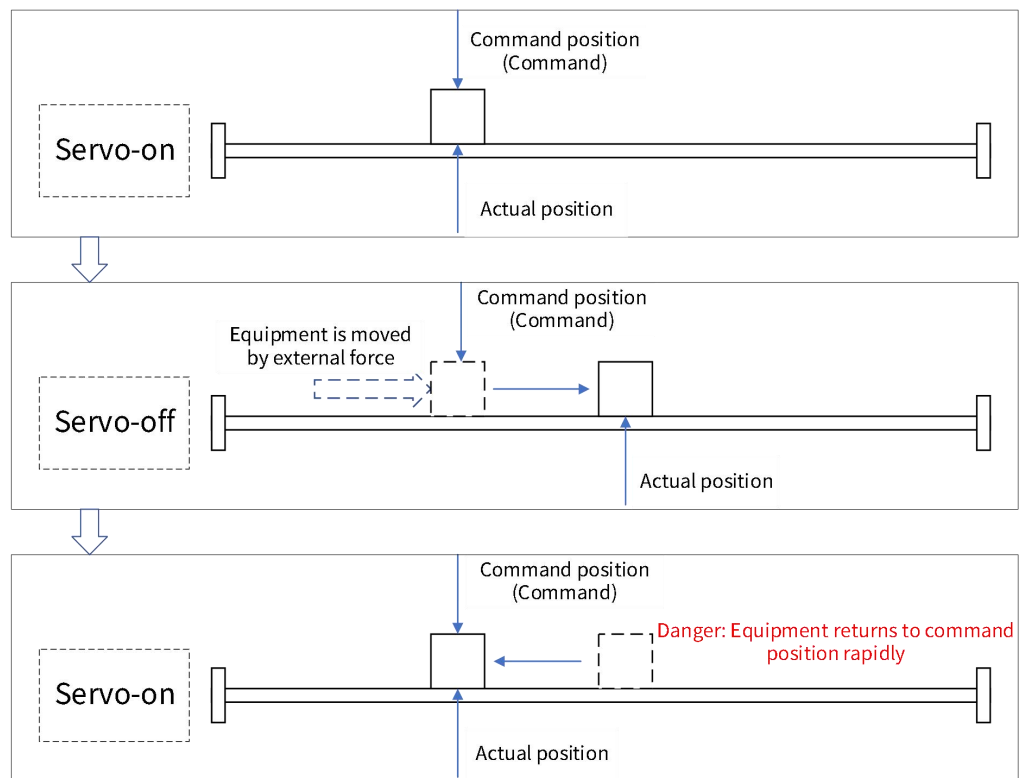 Command position
(Command)
Servo-on
Actual position
Command position
(Command)
Equipment is moved
by external force
Servo-off
Actual position
Command position
(Command)
Danger: Equipment returns to command
position rapidly
Servo-on
Actual position